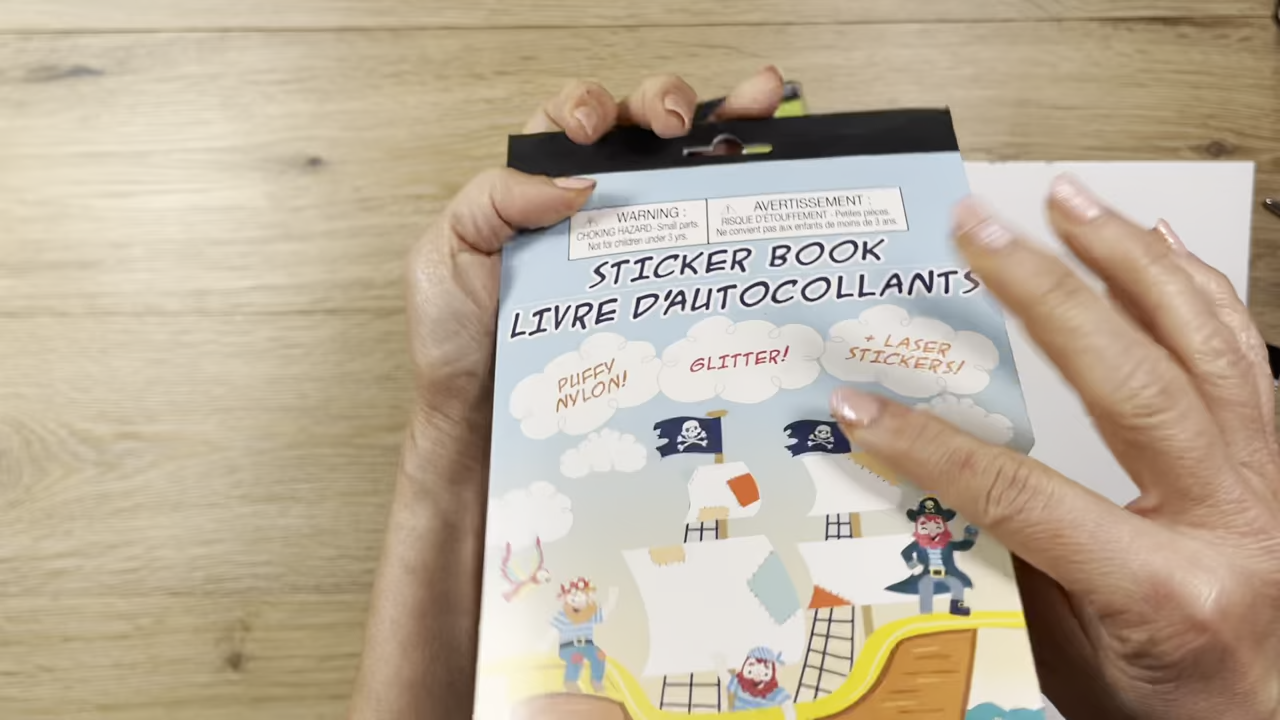 WARNING :
CHOKING HAZARD - Small parts.
Not for children under 3 yrs.
AVERTISSEMENT :
RISQUE D'ÉTOUFFEMENT - Petites pièces.
Ne convient pas aux enfants de moins de 3 ans.
STICKER BOOK
LIVRE D'AUTOCOLLANTS
PUFFY
NYLON!
GLITTER!
+ LASER
STICKERS!